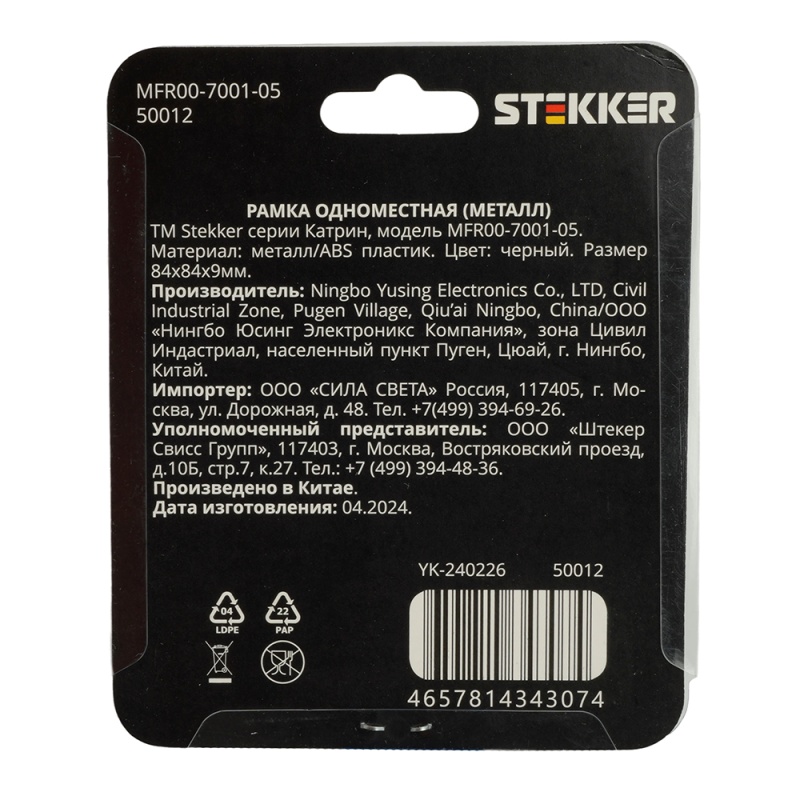 MFR00-7001-05
50012
STEKKER
РАМКА ОДНОМЕСТНАЯ (МЕТАЛЛ)
TM Stekker серии Катрин, модель MFR00-7001-05.
Материал: металл/ABS пластик. Цвет: черный. Размер
84х84х9мм.
Производитель: Ningbo Yusing Electronics Co., LTD, Civil
Industrial Zone, Pugen Village, Qiu’ai Ningbo, China/ООО
«Нингбо Юсинг Электроникс Компания», зона Цивил
Индастриал, населенный пункт Пуген, Цюай, г. Нингбо,
Китай.
Импортер: ООО «СИЛА СВЕТА» Россия, 117405, г. Мо-
сква, ул. Дорожная, д. 48. Тел. +7(499) 394-69-26.
Уполномоченный представитель: ООО «Штекер
Свисс Групп», 117403, г. Москва, Востряковский проезд,
д.10Б, стр.7, к.27. Тел.: +7 (499) 394-48-36.
Произведено в Китае.
Дата изготовления: 04.2024.
YK-240226 50012
04 22
LDPE PAP
4657814343074